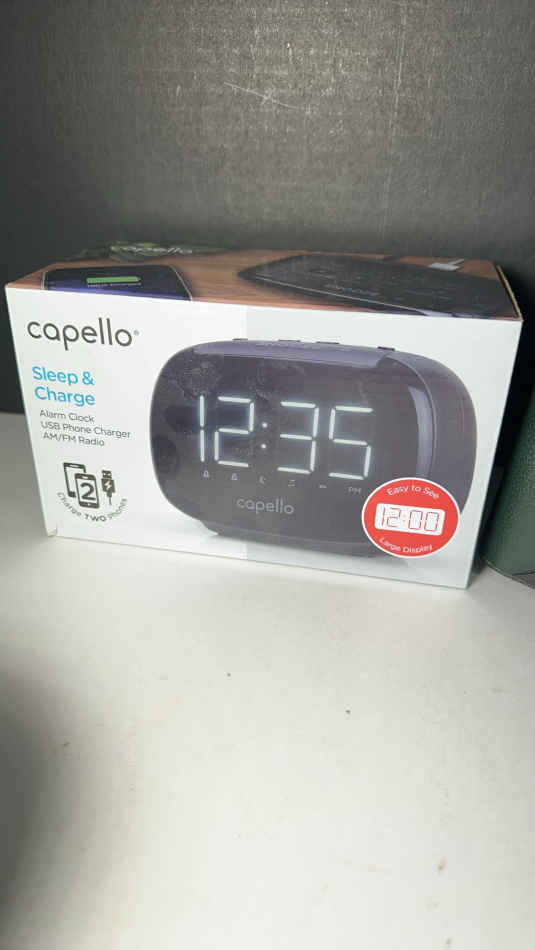 capello
capello®
Sleep &
Charge
Alarm Clock
USB Phone Charger
AM/FM Radio
2
Charge TWO Phones
12:35
PM
capello
Easy to See
12:00
Large Display